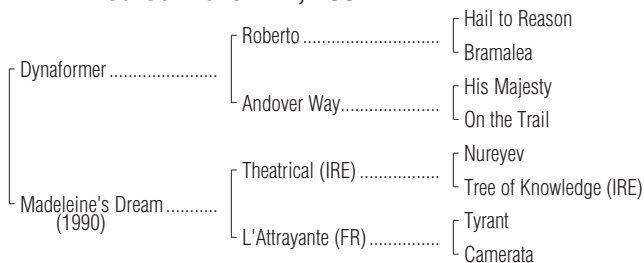 Hail to Reason
Roberto
Bramalea
Dynaformer
His Majesty
Andover Way
On the Trail
Nureyev
Theatrical (IRE)
Tree of Knowledge (IRE)
Madeleine's Dream
(1990)
Tyrant
L'Attrayante (FR)
Camerata